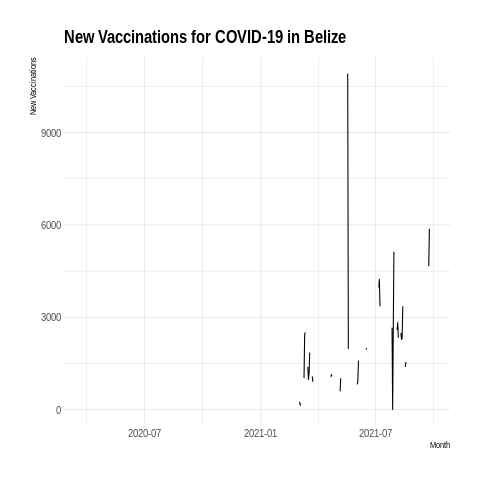 New Vaccinations for COVID-19 in Belize
New Vaccinations
9000
6000
3000
0
2020-07 2021-01 2021-07
Month